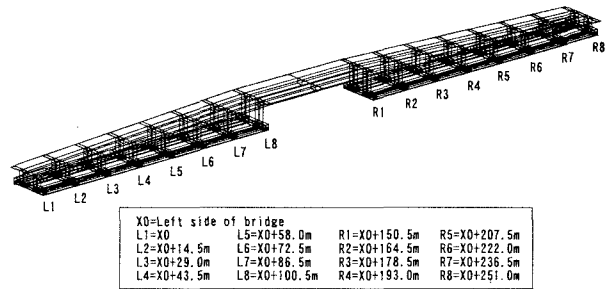 R8
R7
R6
R5
R4
R3
R2
R1
L8
L7
L6
L5
L4
L3
L2
L1
X0=Left side of bridge
L1=X0 L5=X0+58.0m R1=X0+150.5m R5=X0+207.5m
L2=X0+14.5m L6=X0+72.5m R2=X0+164.5m R6=X0+222.0m
L3=X0+29.0m L7=X0+86.5m R3=X0+178.5m R7=X0+236.5m
L4=X0+43.5m L8=X0+100.5m R4=X0+193.0m R8=X0+251.0m